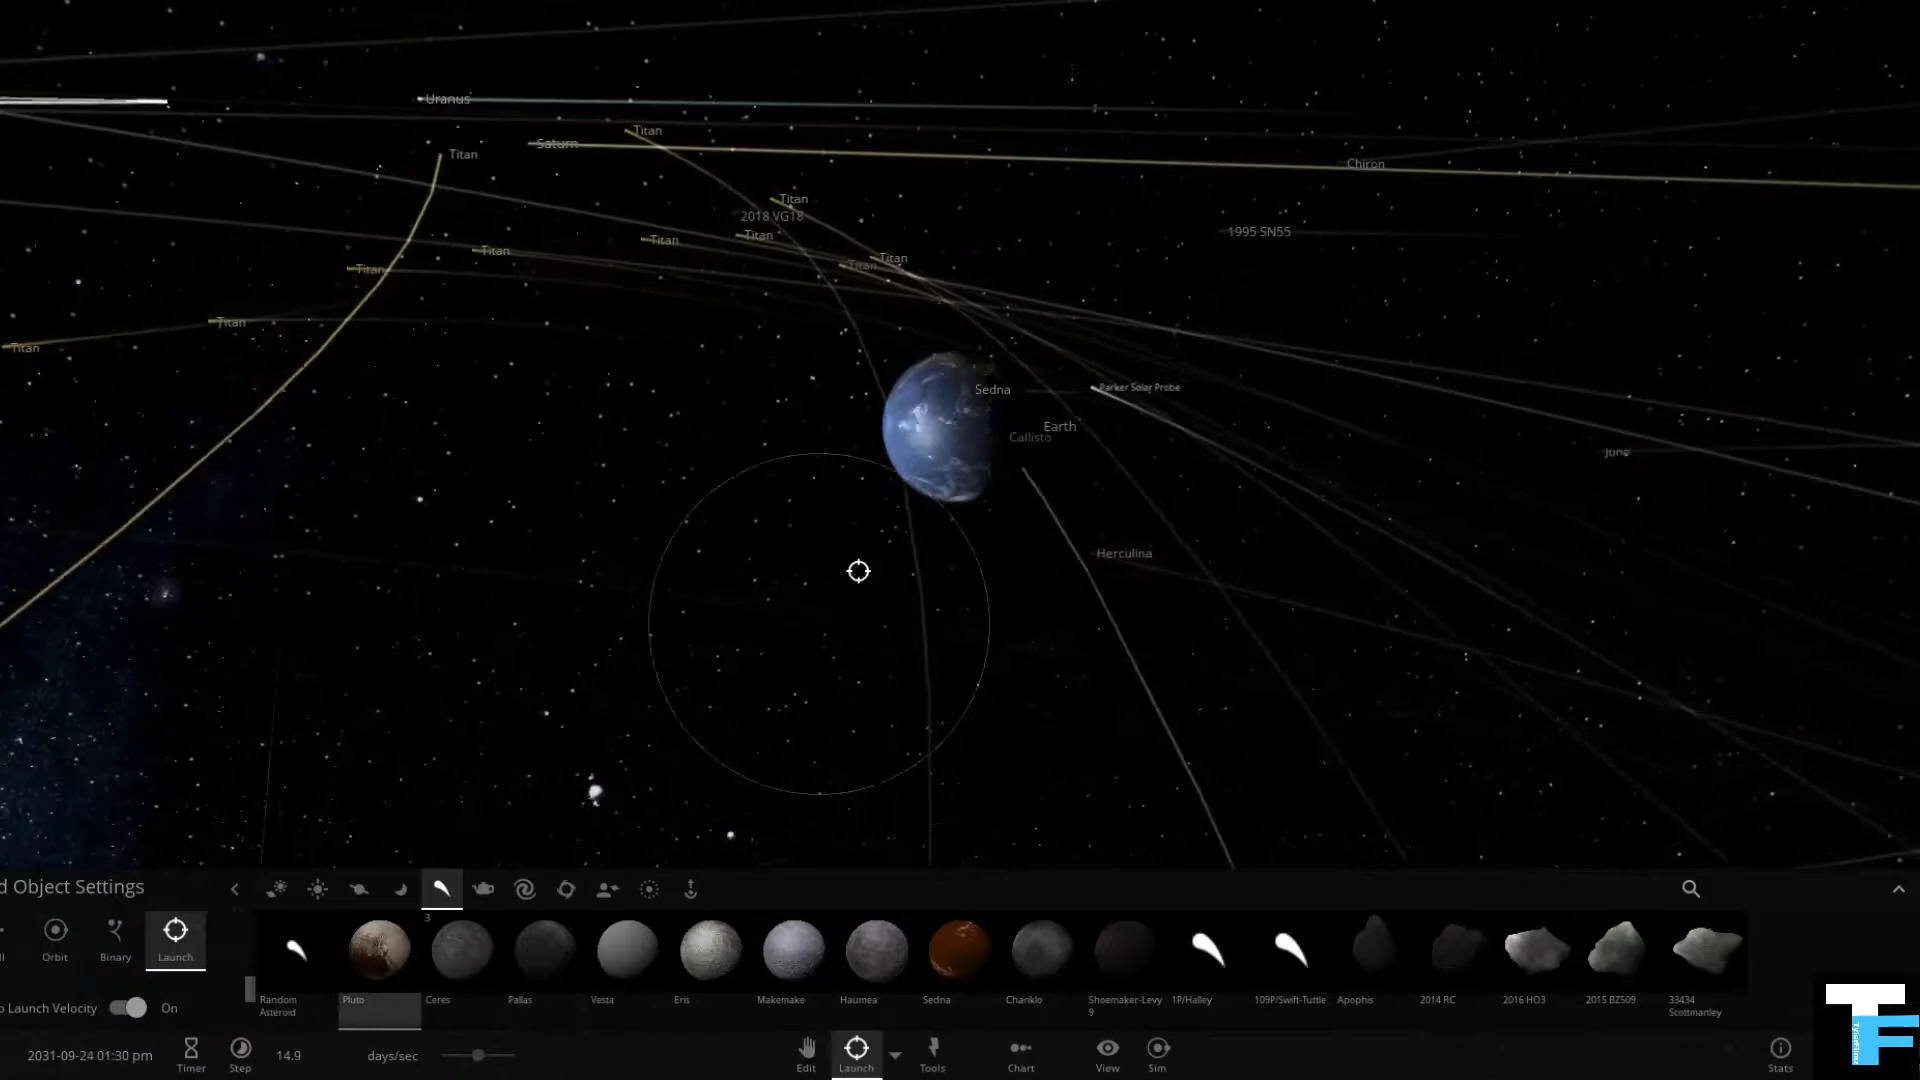 Uranus
Titan
Saturn
Titan
Chiron
Titan
2018 VG18
Titan
1995 SN55
Titan
Titan
Titan
Titan
Titan
Titan
Titan
Sedna
Parker Solar Probe
Earth
Callisto
Juno
Herculina
d Object Settings
3
Orbit
Binary
Launch
Random Asteroid
Pluto
Ceres
Pallas
Vesta
Eris
Makemake
Haumea
Sedna
Chariklo
Shoemaker-Levy 9
1P/Halley
109P/Swift-Tuttle
Apophis
2014 RC
2016 HO3
2015 BZ509
33434 Scottmanley
o Launch Velocity
On
2031-09-24 01:30 pm
Timer
Step
14.9
days/sec
Edit
Launch
Tools
Chart
View
Sim
Stats
TF